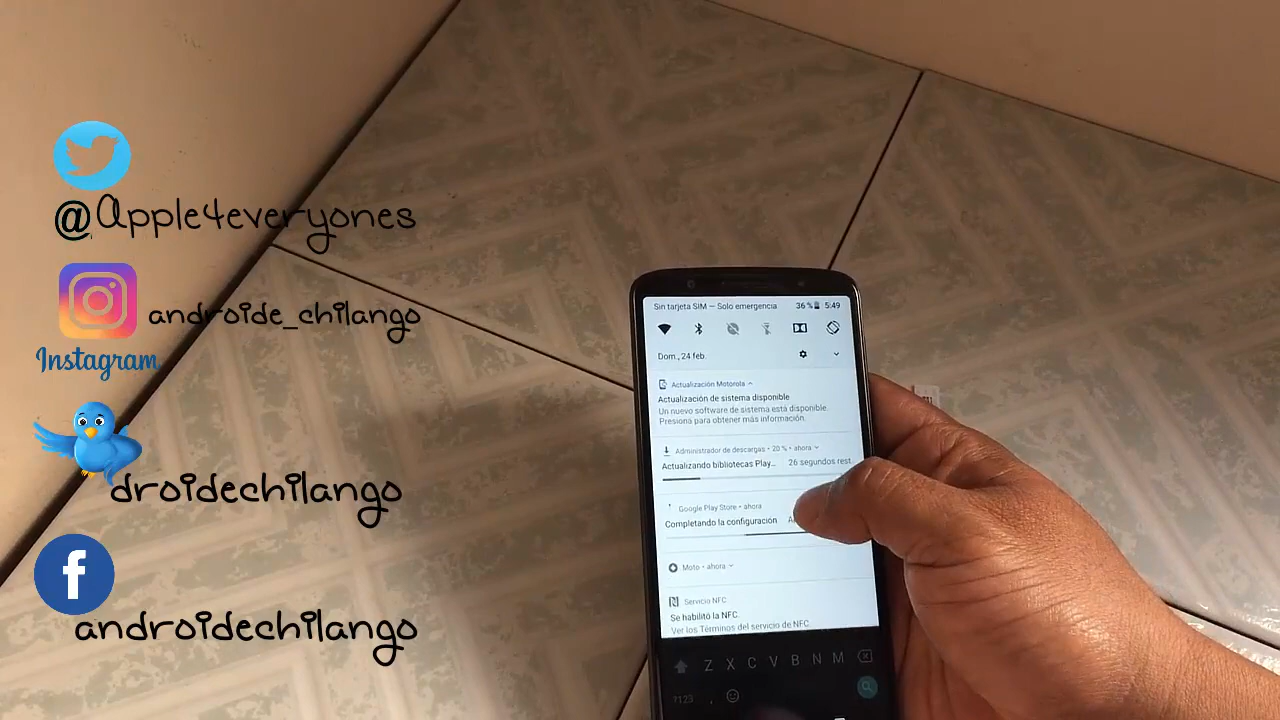 @Apple4everyones
androide_chilango
Instagram
droidechilango
f
androidechilango
Sin tarjeta SIM — Solo emergencia 36 % 5:49
Dom., 24 feb.
Actualización Motorola
Actualización de sistema disponible
Un nuevo software de sistema está disponible.
Presiona para obtener más información.
Administrador de descargas • 20 % • ahora
Actualizando bibliotecas Play... 26 segundos rest
Google Play Store • ahora
Completando la configuración
Moto • ahora
Servicio NFC
Se habilitó la NFC.
Ver los Términos del servicio de NFC.
Z X C V B N M
?123 ,